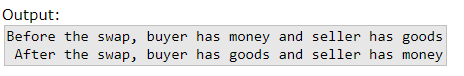 Output:
Before the swap, buyer has money and seller has goods
After the swap, buyer has goods and seller has money